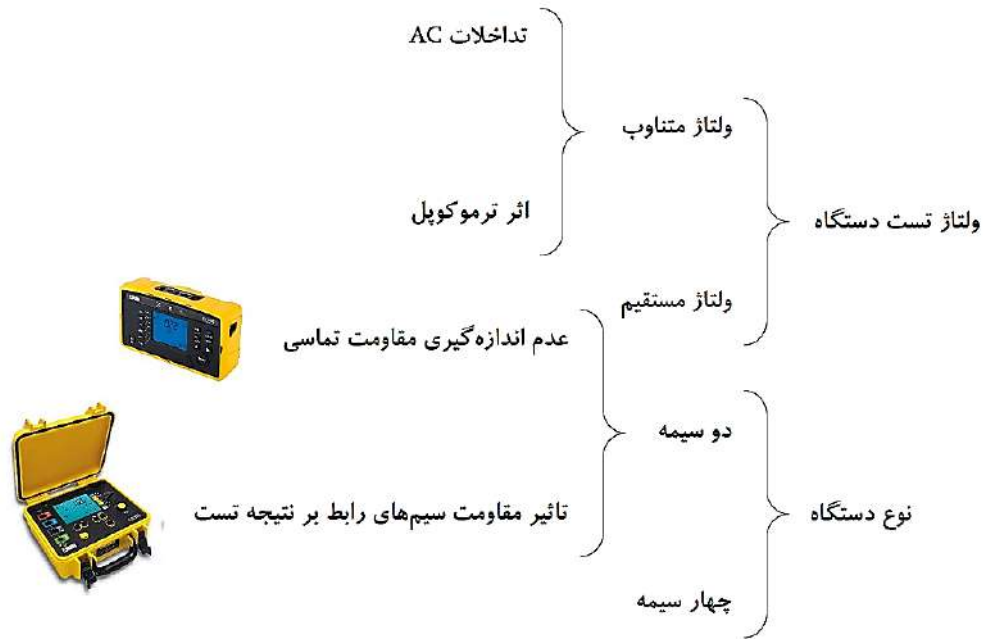 ولتاژ تست دستگاه
ولتاژ متناوب
تداخلات AC
اثر ترموکوپل
ولتاژ مستقیم
نوع دستگاه
دو سیمه
عدم اندازه‌گیری مقاومت تماسی
تاثیر مقاومت سیم‌های رابط بر نتیجه تست
چهار سیمه